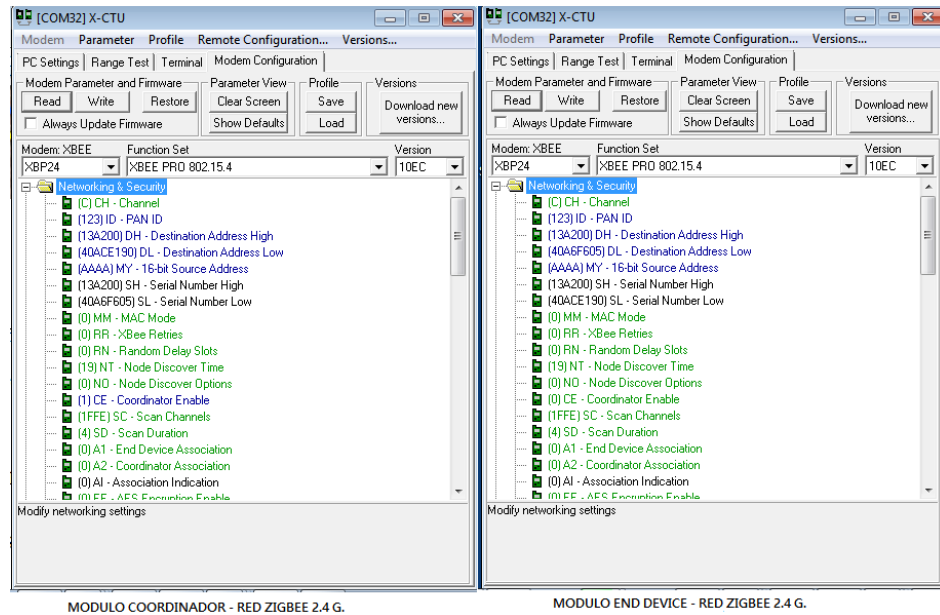 [COM32] X-CTU
Modem Parameter Profile Remote Configuration... Versions...
PC Settings Range Test Terminal Modem Configuration
Modem Parameter and Firmware Parameter View Profile Versions
Read Write Restore Clear Screen Save Download new versions...
Always Update Firmware Show Defaults Load
Modem: XBEE Function Set Version
XBP24 XBEE PRO 802.15.4 10EC
Networking & Security
(C) CH - Channel
(123) ID - PAN ID
(13A200) DH - Destination Address High
(40ACE190) DL - Destination Address Low
(AAAA) MY - 16-bit Source Address
(13A200) SH - Serial Number High
(40A6F605) SL - Serial Number Low
(0) MM - MAC Mode
(0) RR - XBee Retries
(0) RN - Random Delay Slots
(19) NT - Node Discover Time
(0) NO - Node Discover Options
(1) CE - Coordinator Enable
(1FFE) SC - Scan Channels
(4) SD - Scan Duration
(0) A1 - End Device Association
(0) A2 - Coordinator Association
(0) AI - Association Indication
(0) EE - AES Encryption Enable
Modify networking settings
MODULO COORDINADOR - RED ZIGBEE 2.4 G.
[COM32] X-CTU
Modem Parameter Profile Remote Configuration... Versions...
PC Settings Range Test Terminal Modem Configuration
Modem Parameter and Firmware Parameter View Profile Versions
Read Write Restore Clear Screen Save Download new versions...
Always Update Firmware Show Defaults Load
Modem: XBEE Function Set Version
XBP24 XBEE PRO 802.15.4 10EC
Networking & Security
(C) CH - Channel
(123) ID - PAN ID
(13A200) DH - Destination Address High
(40A6F605) DL - Destination Address Low
(AAAA) MY - 16-bit Source Address
(13A200) SH - Serial Number High
(40ACE190) SL - Serial Number Low
(0) MM - MAC Mode
(0) RR - XBee Retries
(0) RN - Random Delay Slots
(19) NT - Node Discover Time
(0) NO - Node Discover Options
(0) CE - Coordinator Enable
(1FFE) SC - Scan Channels
(4) SD - Scan Duration
(0) A1 - End Device Association
(0) A2 - Coordinator Association
(0) AI - Association Indication
(0) EE - AES Encryption Enable
Modify networking settings
MODULO END DEVICE - RED ZIGBEE 2.4 G.